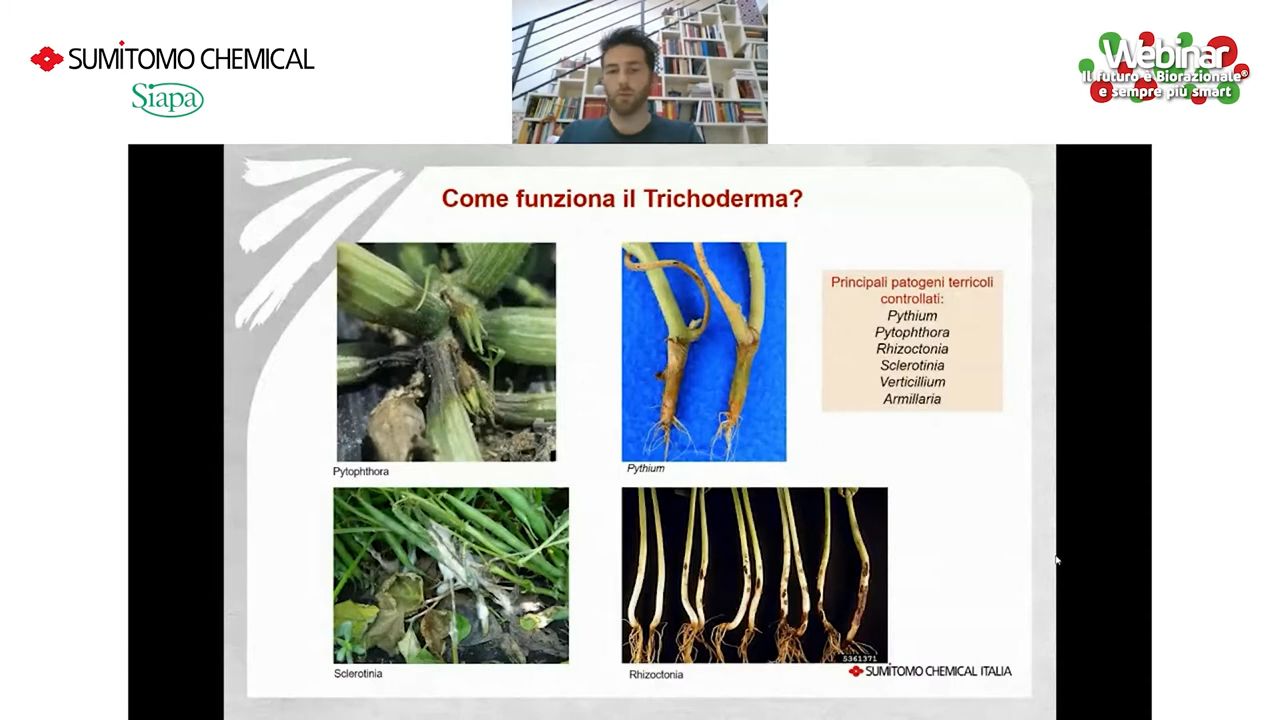 SUMITOMO CHEMICAL
Siapa
Webinar
Il futuro è Biorazionale®
e sempre più smart
Come funziona il Trichoderma?
Principali patogeni terricoli
controllati:
Pythium
Pytophthora
Rhizoctonia
Sclerotinia
Verticillium
Armillaria
Pytophthora
Pythium
Sclerotinia
Rhizoctonia
5361371
SUMITOMO CHEMICAL ITALIA